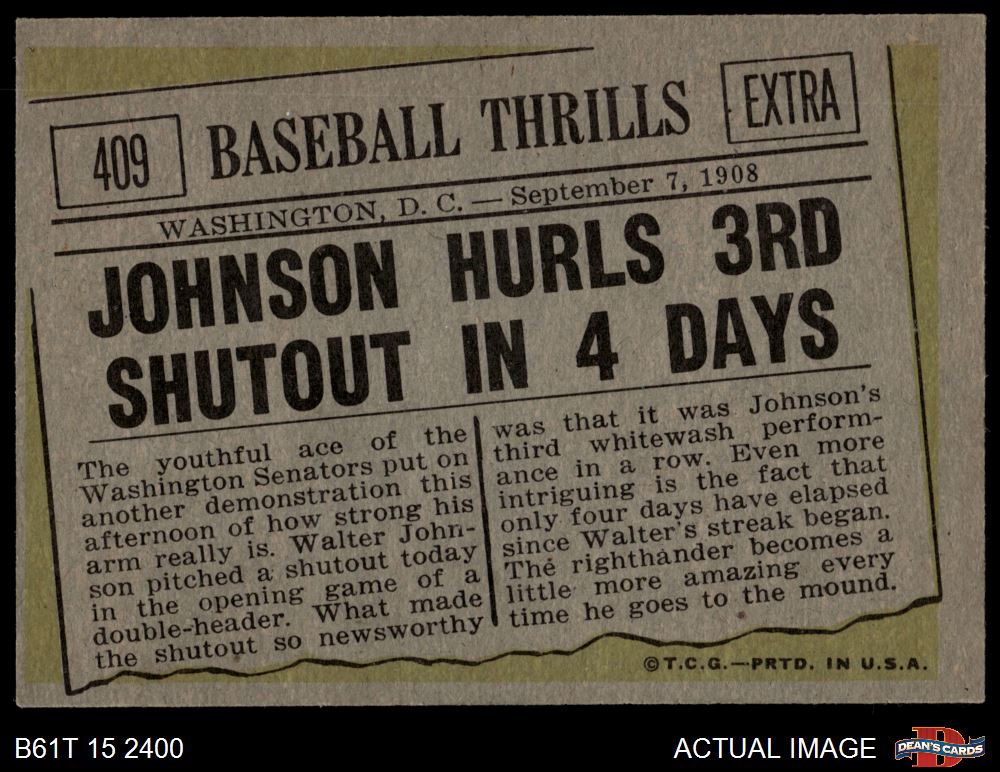 409
BASEBALL THRILLS
EXTRA
WASHINGTON, D. C. — September 7, 1908
JOHNSON HURLS 3RD
SHUTOUT IN 4 DAYS
The youthful ace of the
Washington Senators put on
another demonstration this
afternoon of how strong his
arm really is. Walter John-
son pitched a shutout today
in the opening game of a
double-header. What made
the shutout so newsworthy
was that it was Johnson's
third whitewash perform-
ance in a row. Even more
intriguing is the fact that
only four days have elapsed
since Walter's streak began.
The righthander becomes a
little more amazing every
time he goes to the mound.
©T.C.G.—PRTD. IN U.S.A.
B61T 15 2400
ACTUAL IMAGE
D
DEAN'S CARDS